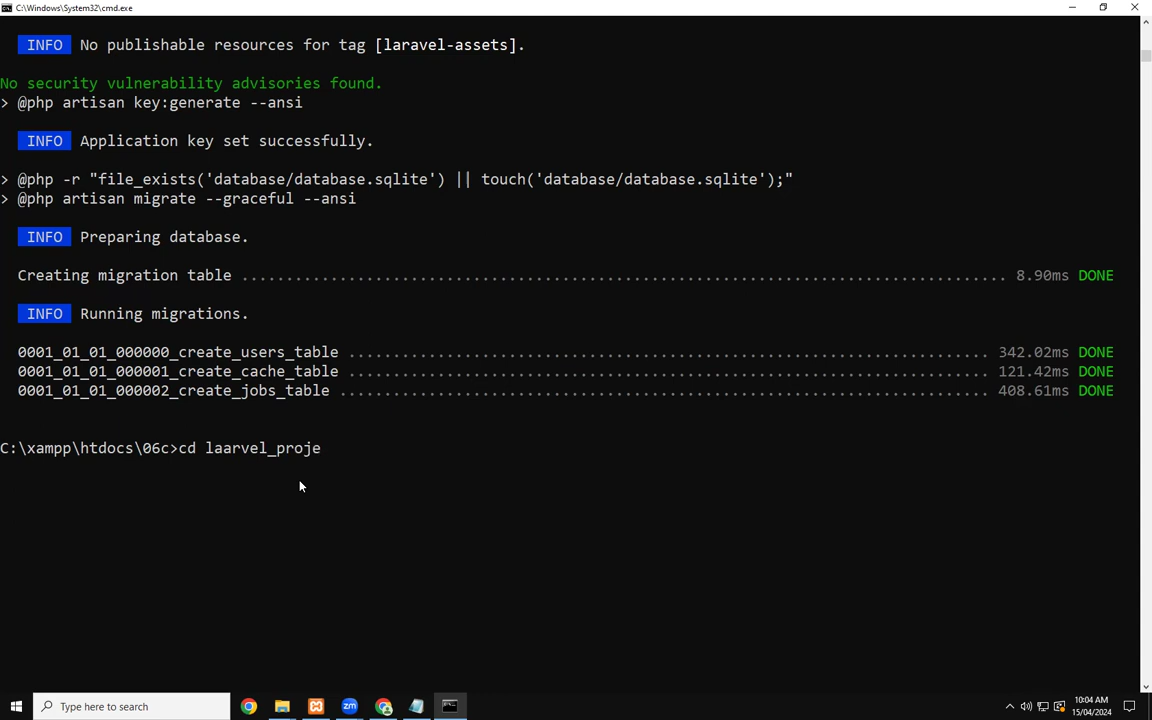 C:\Windows\System32\cmd.exe
INFO No publishable resources for tag [laravel-assets].
No security vulnerability advisories found.
> @php artisan key:generate --ansi
INFO Application key set successfully.
> @php -r "file_exists('database/database.sqlite') || touch('database/database.sqlite');"
> @php artisan migrate --graceful --ansi
INFO Preparing database.
Creating migration table ...................................................................................... 8.90ms DONE
INFO Running migrations.
0001_01_01_000000_create_users_table ........................................................................ 342.02ms DONE
0001_01_01_000001_create_cache_table ........................................................................ 121.42ms DONE
0001_01_01_000002_create_jobs_table ......................................................................... 408.61ms DONE
C:\xampp\htdocs\06c>cd laarvel_proje
Type here to search
zm
10:04 AM
15/04/2024